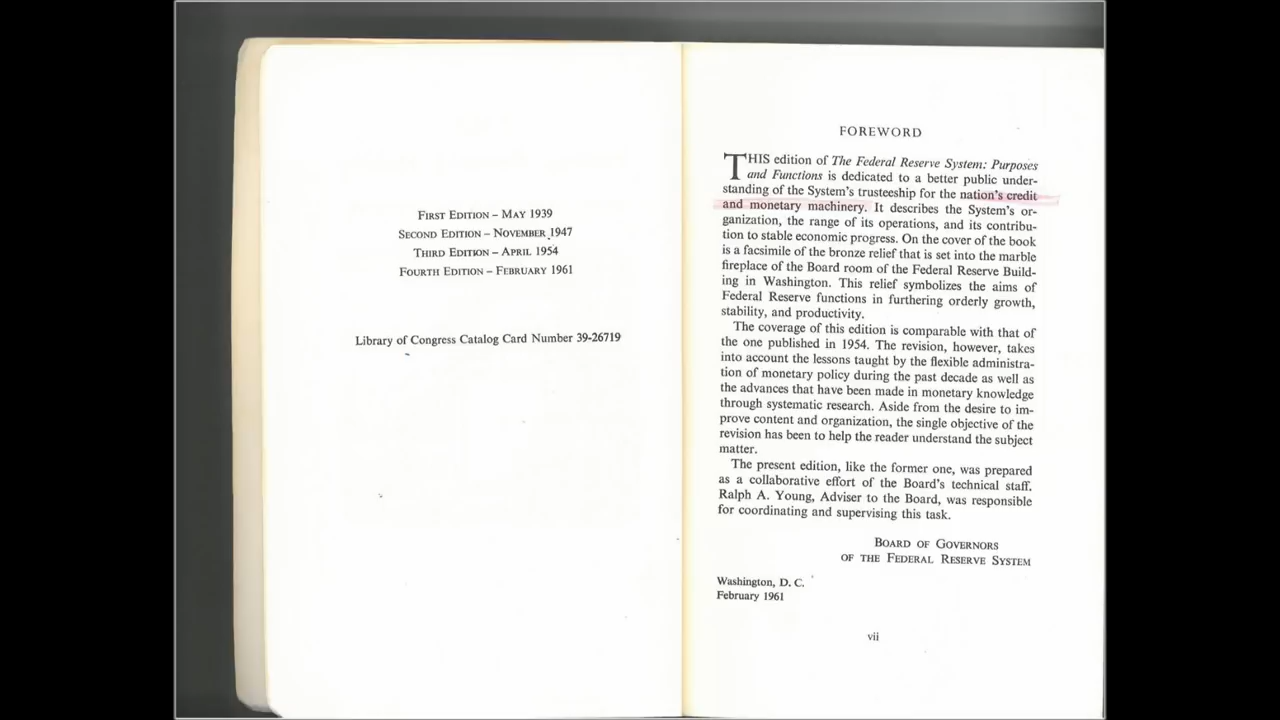 FIRST EDITION – MAY 1939
SECOND EDITION – NOVEMBER 1947
THIRD EDITION – APRIL 1954
FOURTH EDITION – FEBRUARY 1961
Library of Congress Catalog Card Number 39-26719
FOREWORD
THIS edition of The Federal Reserve System: Purposes
and Functions is dedicated to a better public under-
standing of the System's trusteeship for the nation's credit
and monetary machinery. It describes the System's or-
ganization, the range of its operations, and its contribu-
tion to stable economic progress. On the cover of the book
is a facsimile of the bronze relief that is set into the marble
fireplace of the Board room of the Federal Reserve Build-
ing in Washington. This relief symbolizes the aims of
Federal Reserve functions in furthering orderly growth,
stability, and productivity.
The coverage of this edition is comparable with that of
the one published in 1954. The revision, however, takes
into account the lessons taught by the flexible administra-
tion of monetary policy during the past decade as well as
the advances that have been made in monetary knowledge
through systematic research. Aside from the desire to im-
prove content and organization, the single objective of the
revision has been to help the reader understand the subject
matter.
The present edition, like the former one, was prepared
as a collaborative effort of the Board's technical staff.
Ralph A. Young, Adviser to the Board, was responsible
for coordinating and supervising this task.
BOARD OF GOVERNORS
OF THE FEDERAL RESERVE SYSTEM
Washington, D. C.
February 1961
vii